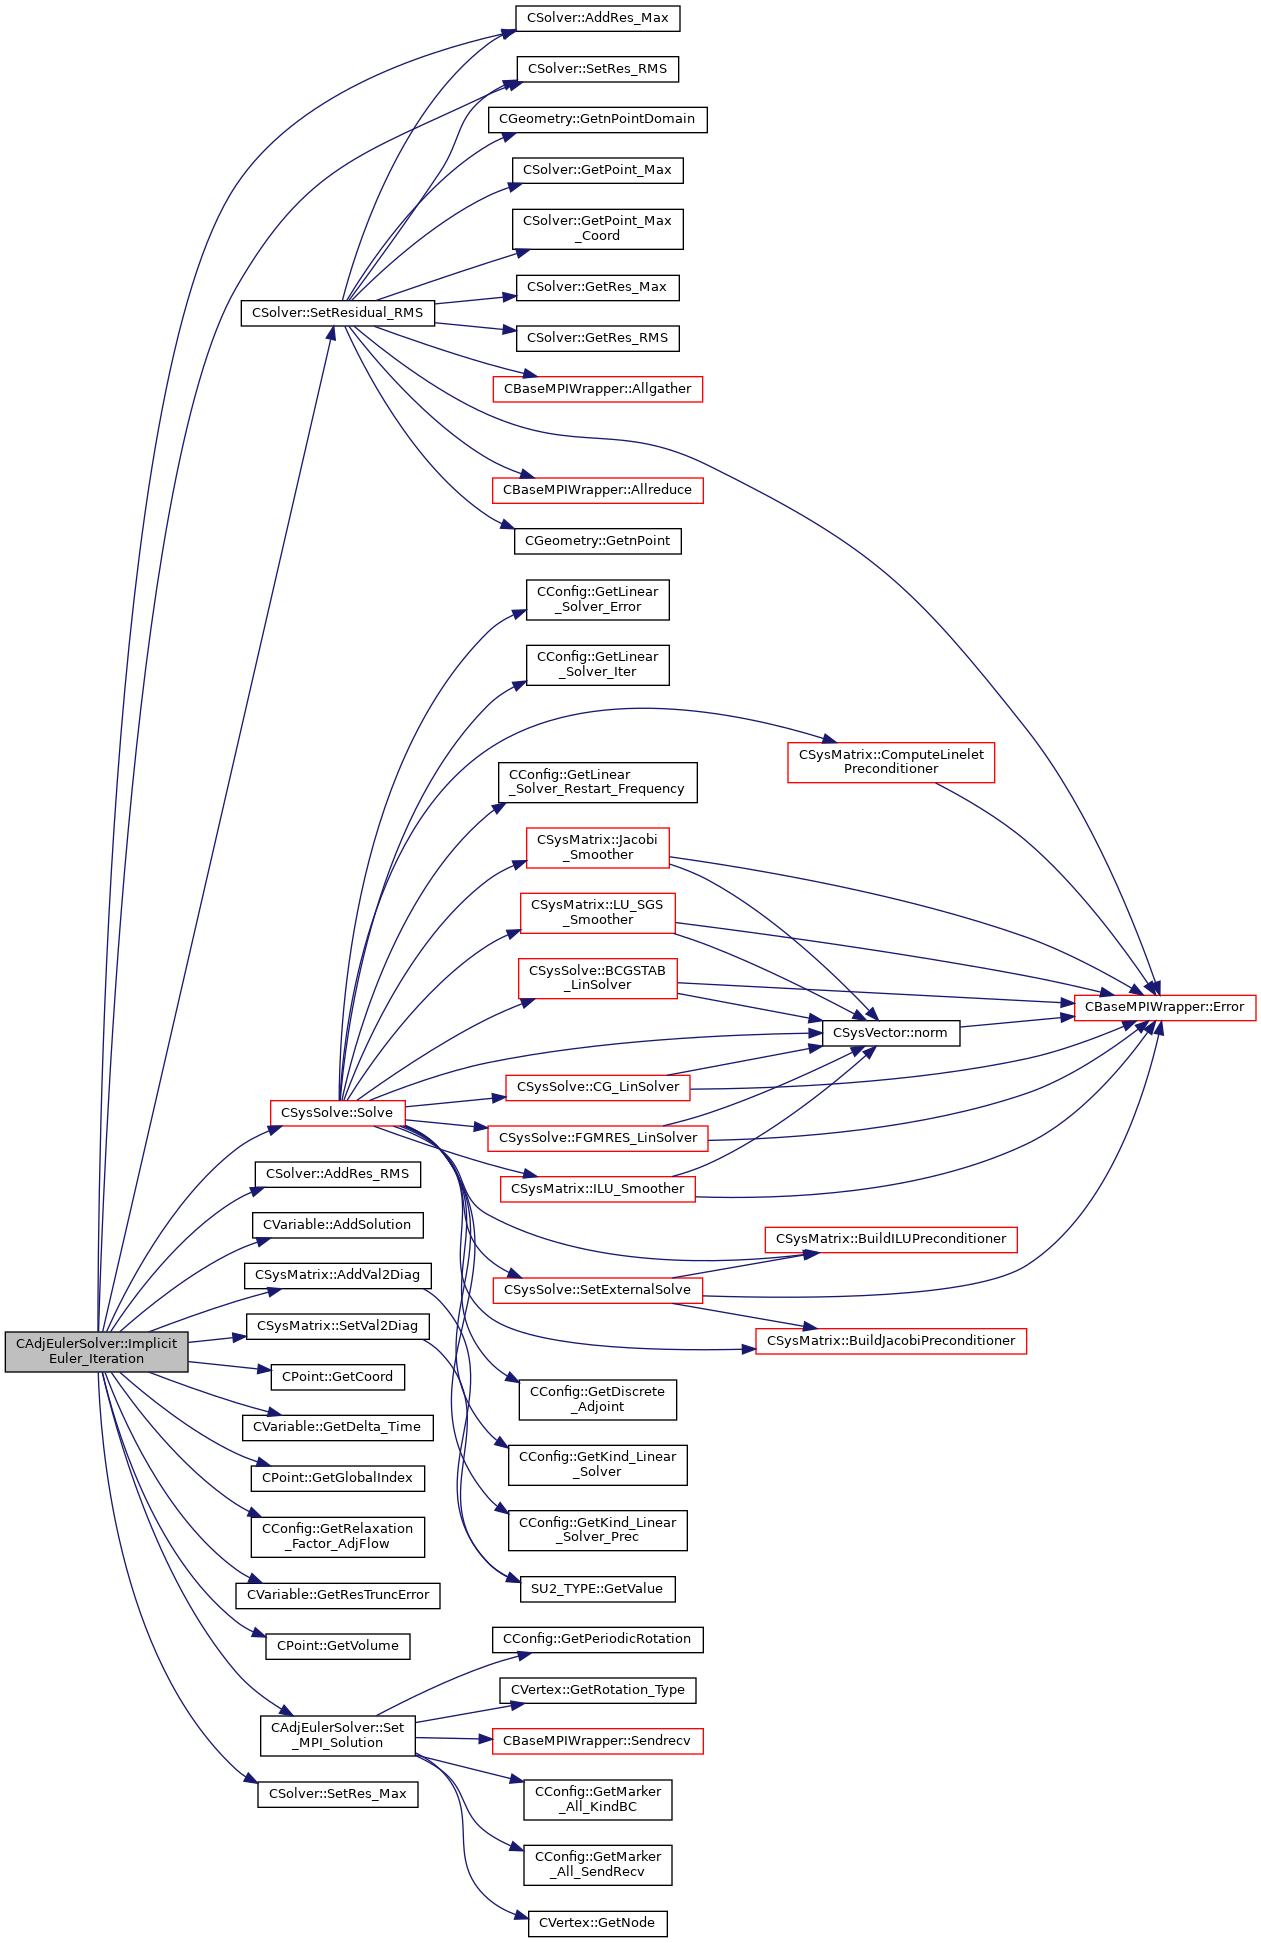 CSolver::AddRes_Max
CSolver::SetRes_RMS
CGeometry::GetnPointDomain
CSolver::GetPoint_Max
CSolver::GetPoint_Max
_Coord
CSolver::GetRes_Max
CSolver::SetResidual_RMS
CSolver::GetRes_RMS
CBaseMPIWrapper::Allgather
CBaseMPIWrapper::Allreduce
CGeometry::GetnPoint
CConfig::GetLinear
_Solver_Error
CConfig::GetLinear
_Solver_Iter
CSysMatrix::ComputeLinelet
Preconditioner
CConfig::GetLinear
_Solver_Restart_Frequency
CSysMatrix::Jacobi
_Smoother
CSysMatrix::LU_SGS
_Smoother
CSysSolve::BCGSTAB
_LinSolver
CBaseMPIWrapper::Error
CSysVector::norm
CSysSolve::CG_LinSolver
CSysSolve::Solve
CSysSolve::FGMRES_LinSolver
CSolver::AddRes_RMS
CSysMatrix::ILU_Smoother
CVariable::AddSolution
CSysMatrix::BuildILUPreconditioner
CSysMatrix::AddVal2Diag
CSysSolve::SetExternalSolve
CSysMatrix::SetVal2Diag
CAdjEulerSolver::Implicit
Euler_Iteration
CSysMatrix::BuildJacobiPreconditioner
CPoint::GetCoord
CConfig::GetDiscrete
_Adjoint
CVariable::GetDelta_Time
CConfig::GetKind_Linear
_Solver
CPoint::GetGlobalIndex
CConfig::GetRelaxation
_Factor_AdjFlow
CConfig::GetKind_Linear
_Solver_Prec
CVariable::GetResTruncError
SU2_TYPE::GetValue
CPoint::GetVolume
CConfig::GetPeriodicRotation
CVertex::GetRotation_Type
CAdjEulerSolver::Set
_MPI_Solution
CBaseMPIWrapper::Sendrecv
CSolver::SetRes_Max
CConfig::GetMarker
_All_KindBC
CConfig::GetMarker
_All_SendRecv
CVertex::GetNode